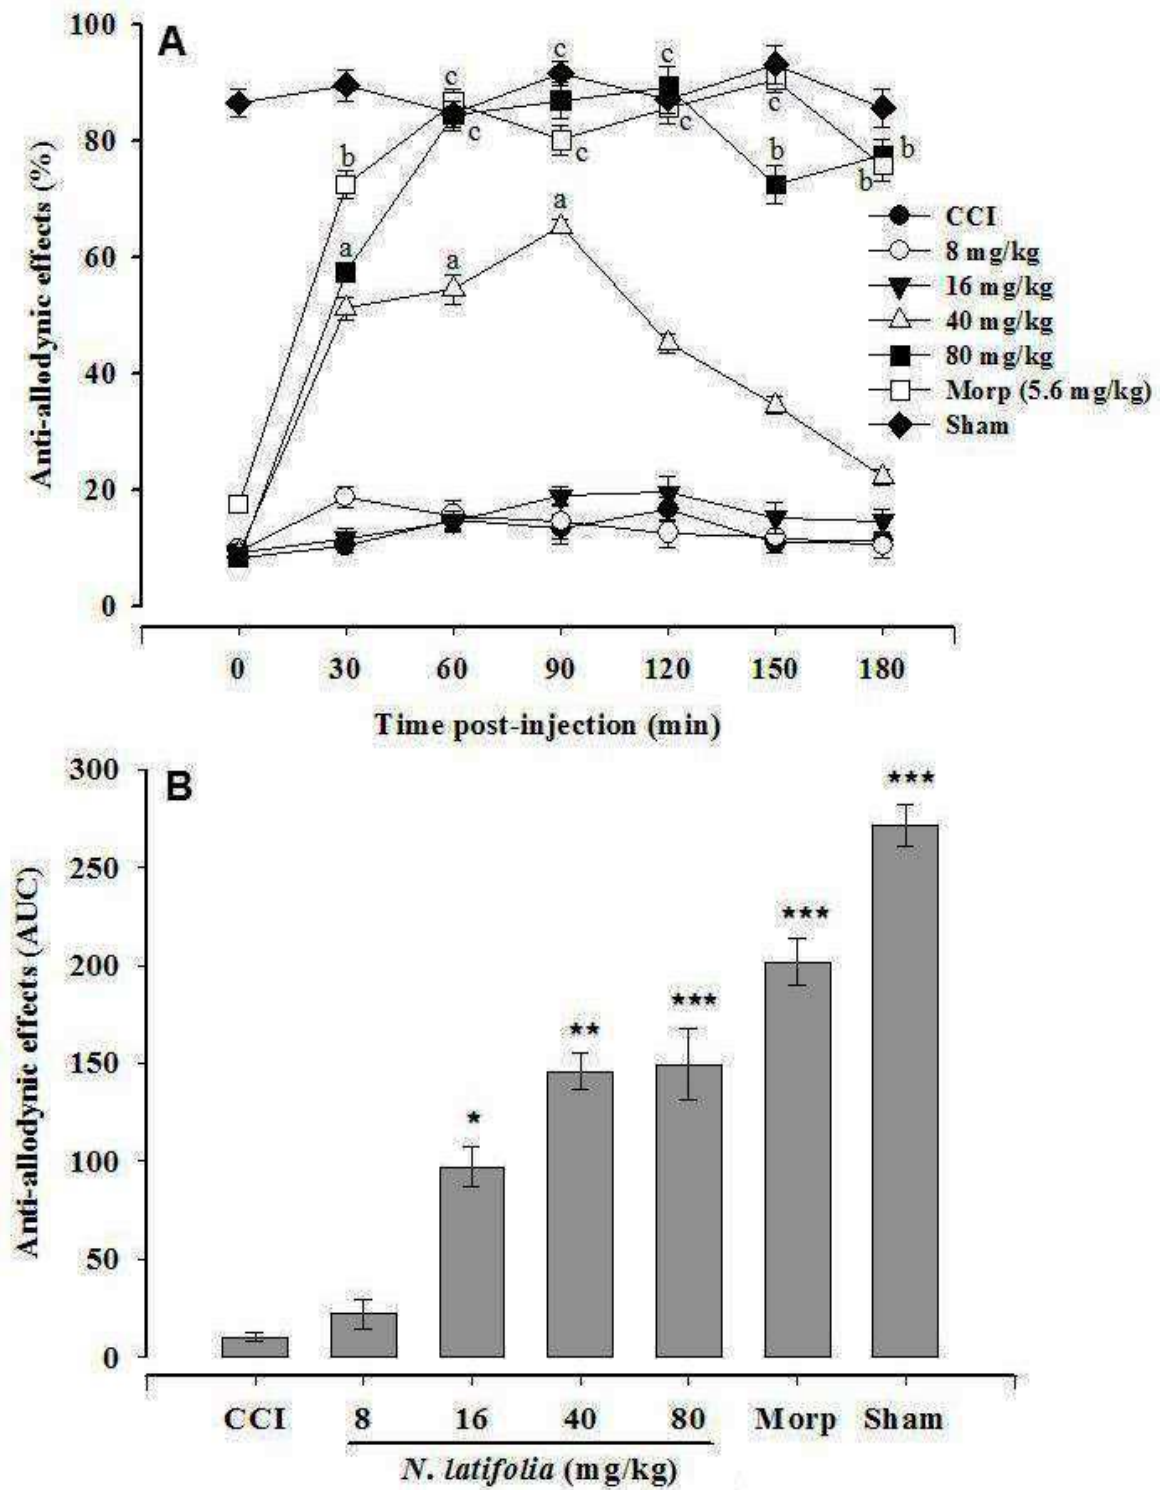 A
100
80
60
40
20
0
Anti-allodynic effects (%)
c
c
c
c
c
c
c
b
b
b
b
a
a
a
CCI
8 mg/kg
16 mg/kg
40 mg/kg
80 mg/kg
Morp (5.6 mg/kg)
Sham
0 30 60 90 120 150 180
Time post-injection (min)
B
300
250
200
150
100
50
0
Anti-allodynic effects (AUC)
*
**
***
***
***
CCI 8 16 40 80 Morp Sham
N. latifolia (mg/kg)